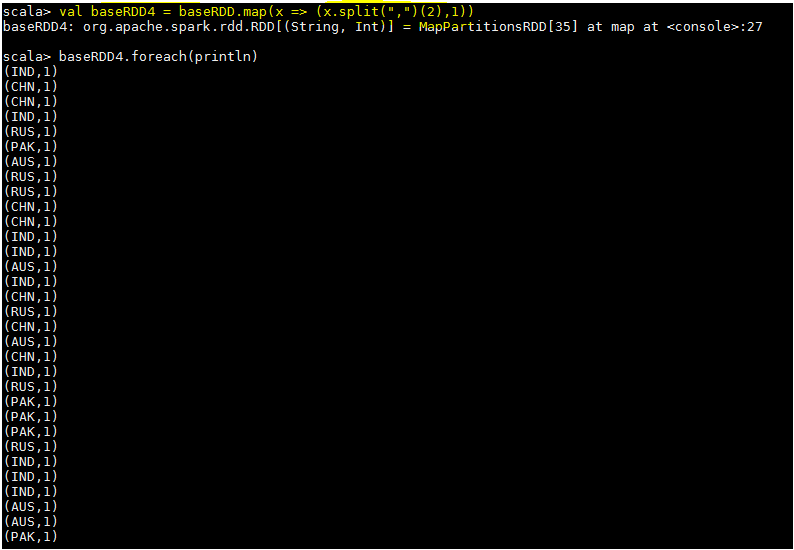 scala> val baseRDD4 = baseRDD.map(x => (x.split(",")(2),1))
baseRDD4: org.apache.spark.rdd.RDD[(String, Int)] = MapPartitionsRDD[35] at map at <console>:27
scala> baseRDD4.foreach(println)
(IND,1)
(CHN,1)
(CHN,1)
(IND,1)
(RUS,1)
(PAK,1)
(AUS,1)
(RUS,1)
(RUS,1)
(CHN,1)
(CHN,1)
(IND,1)
(IND,1)
(AUS,1)
(IND,1)
(CHN,1)
(RUS,1)
(CHN,1)
(AUS,1)
(CHN,1)
(IND,1)
(RUS,1)
(PAK,1)
(PAK,1)
(PAK,1)
(RUS,1)
(IND,1)
(IND,1)
(IND,1)
(AUS,1)
(AUS,1)
(PAK,1)